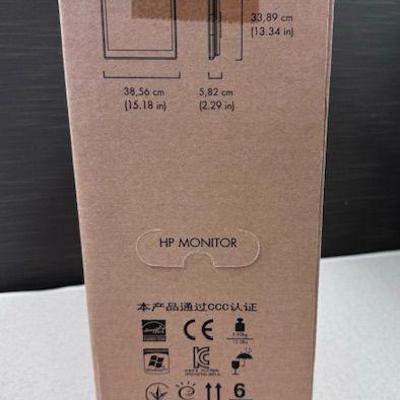 33,89 cm
(13.34 in)
38,56 cm
(15.18 in)
5,82 cm
(2.29 in)
HP MONITOR
本产品通过CCC认证
CE
6